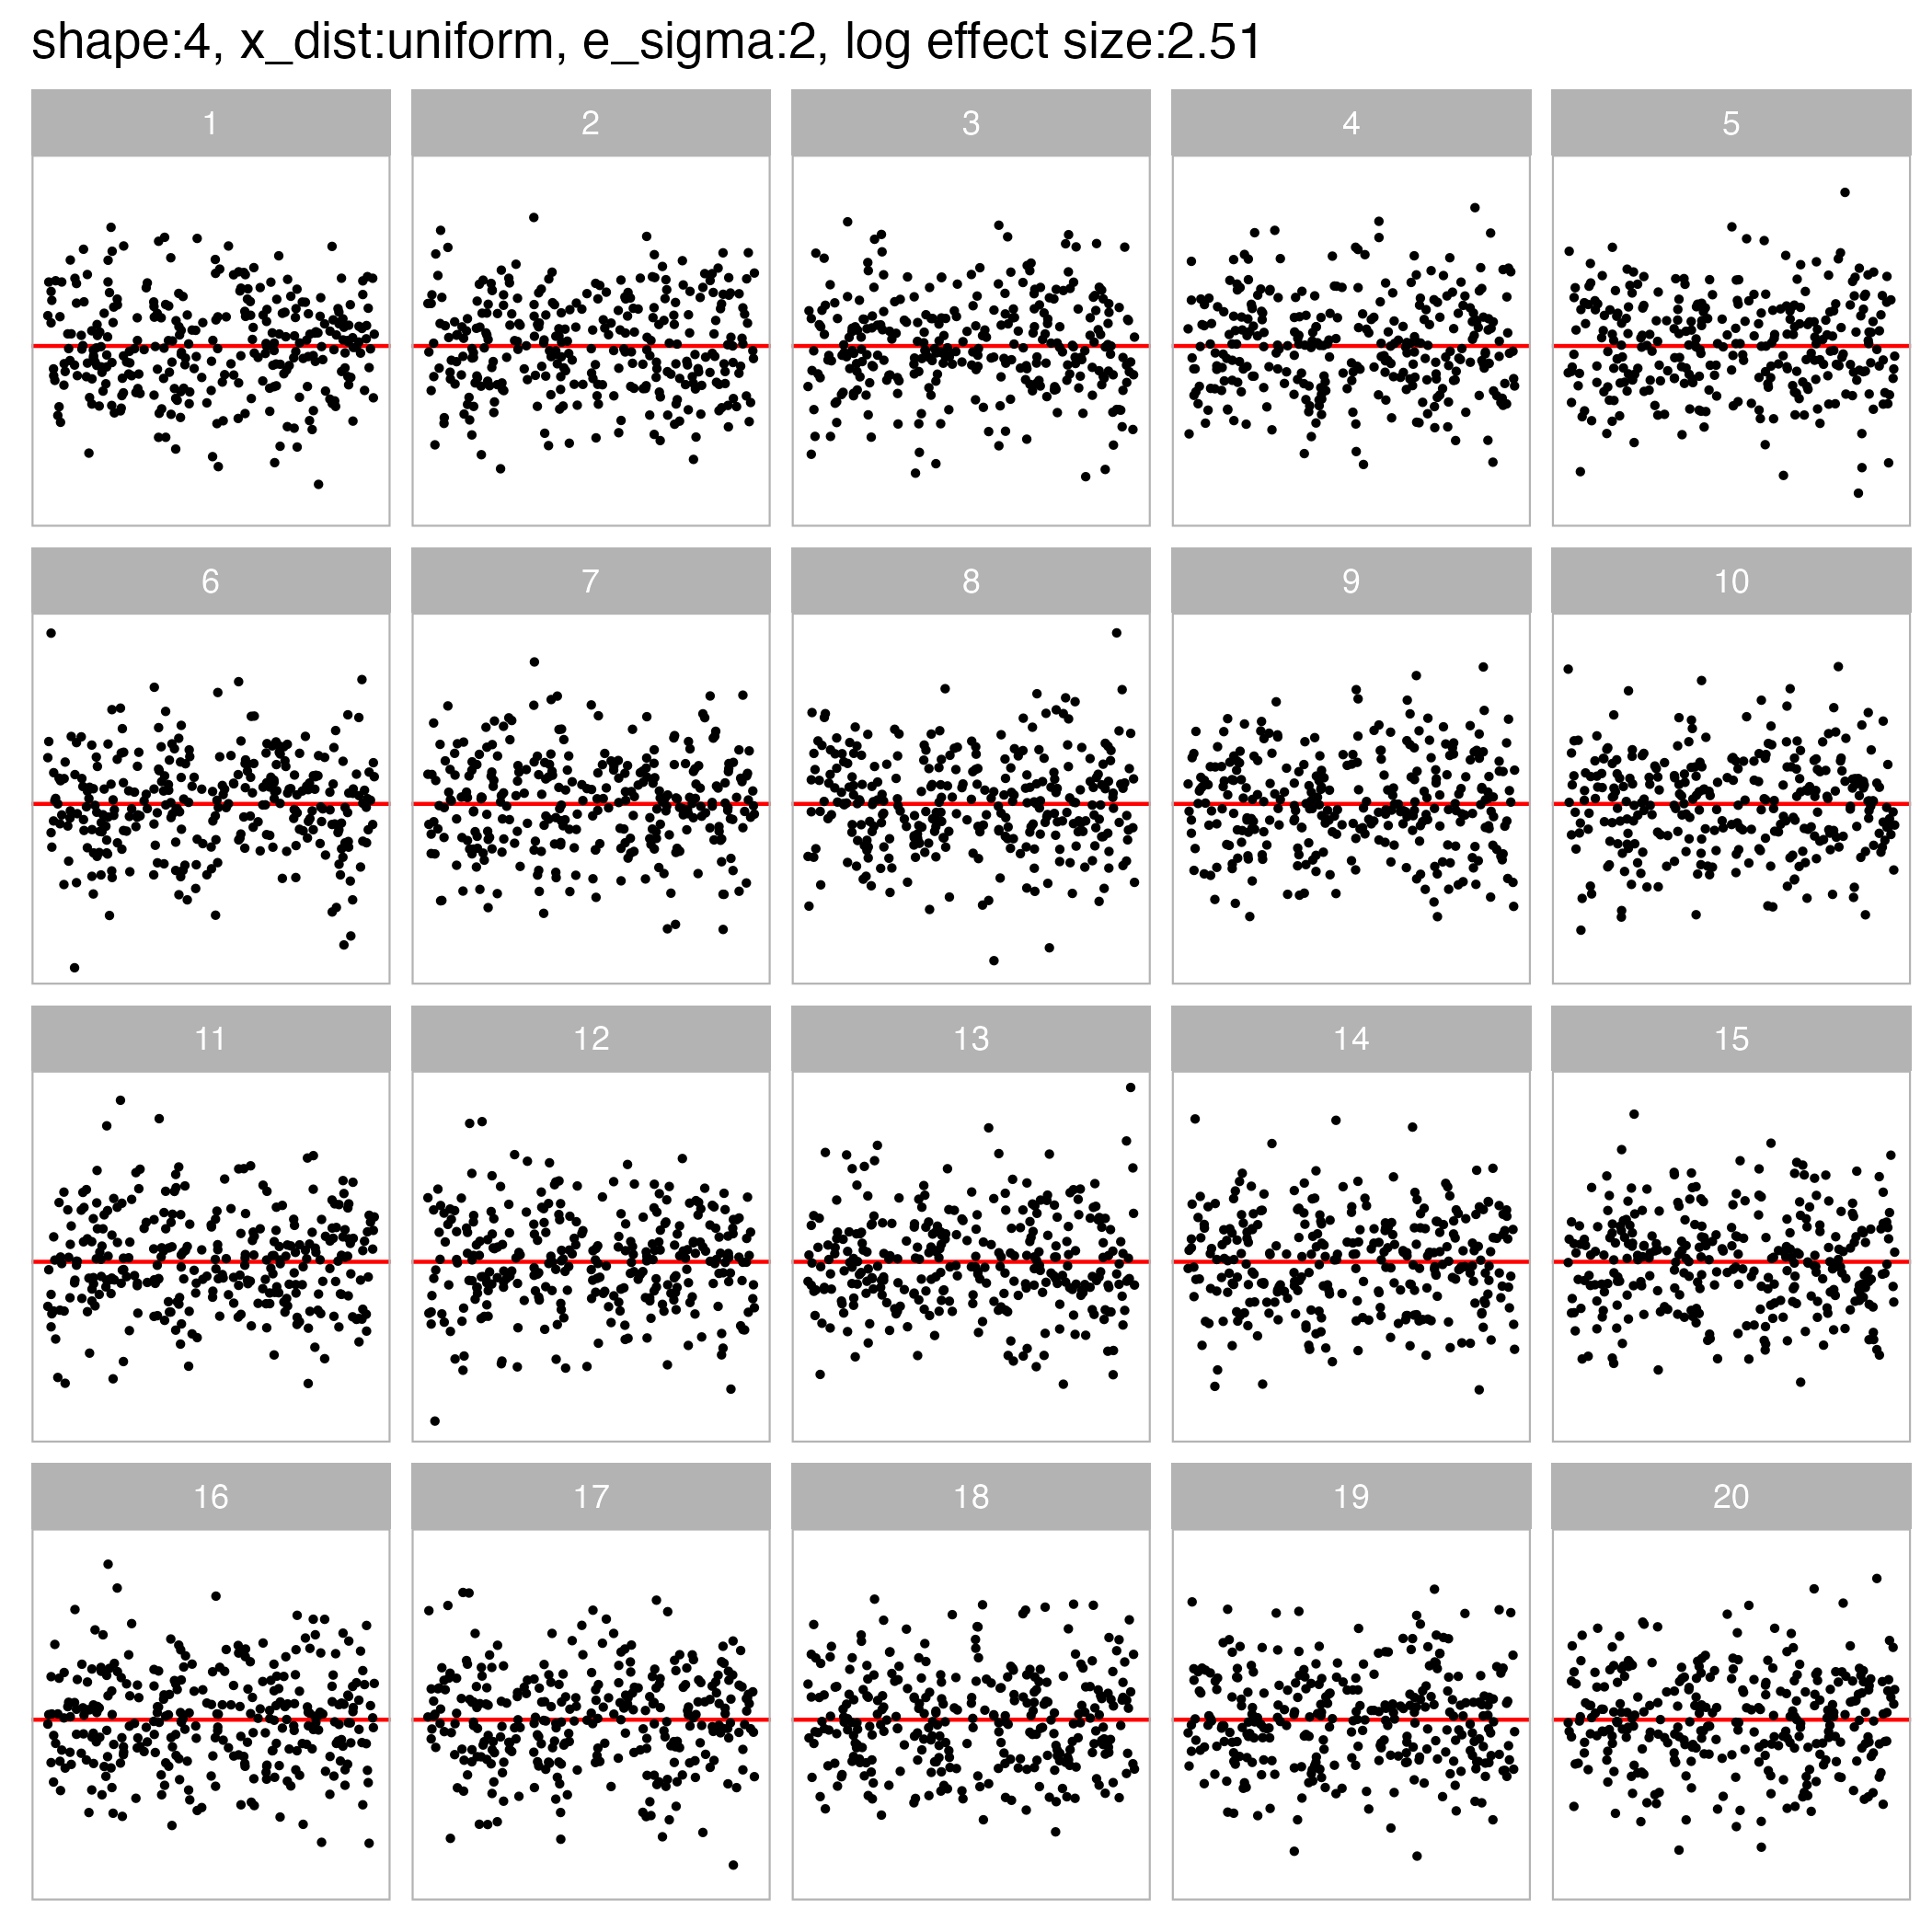 shape:4, x_dist:uniform, e_sigma:2, log effect size:2.51
1 2 3 4 5
6 7 8 9 10
11 12 13 14 15
16 17 18 19 20